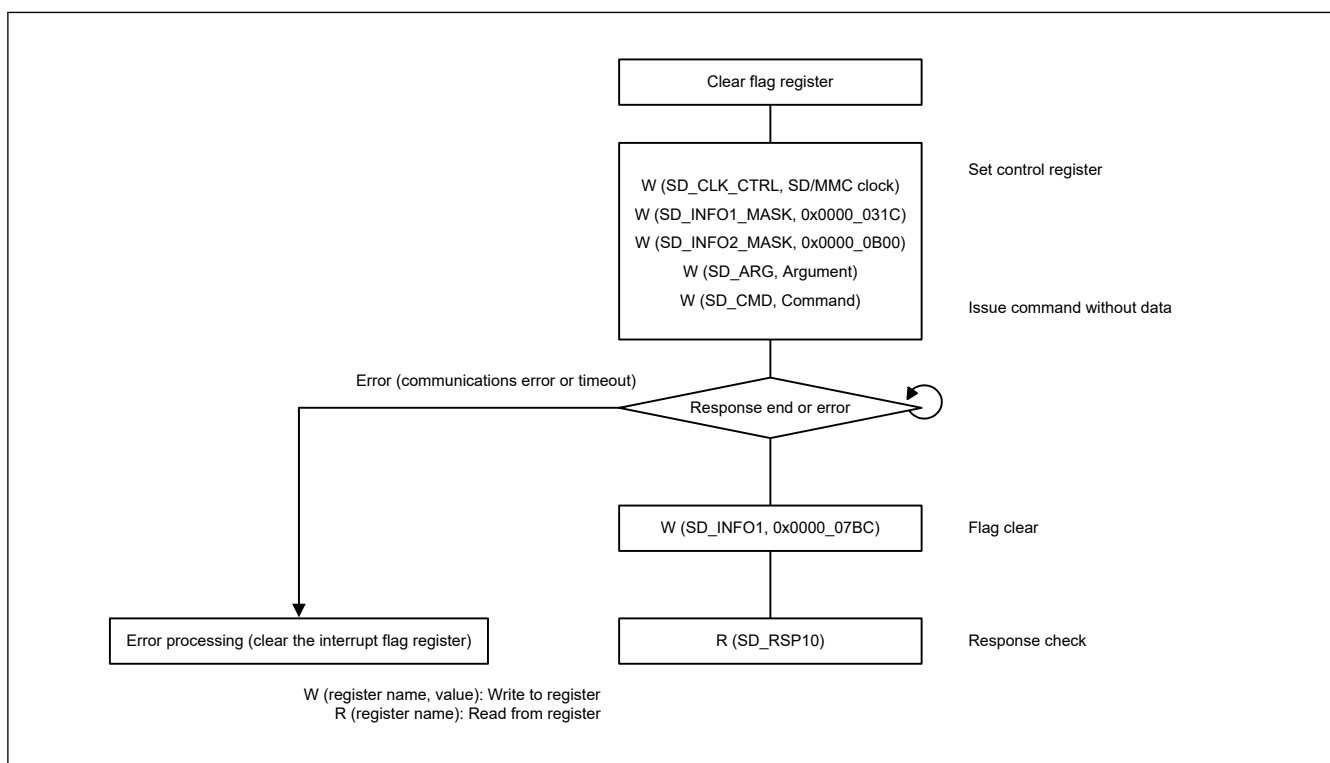 Clear flag register
W (SD_CLK_CTRL, SD/MMC clock)
Set control register
W (SD_INFO1_MASK, 0x0000_031C)
W (SD_INFO2_MASK, 0x0000_0B00)
W (SD_ARG, Argument)
W (SD_CMD, Command)
Issue command without data
Error (communications error or timeout)
Response end or error
W (SD_INFO1, 0x0000_07BC)
Flag clear
Error processing (clear the interrupt flag register)
R (SD_RSP10)
Response check
W (register name, value): Write to register
R (register name): Read from register